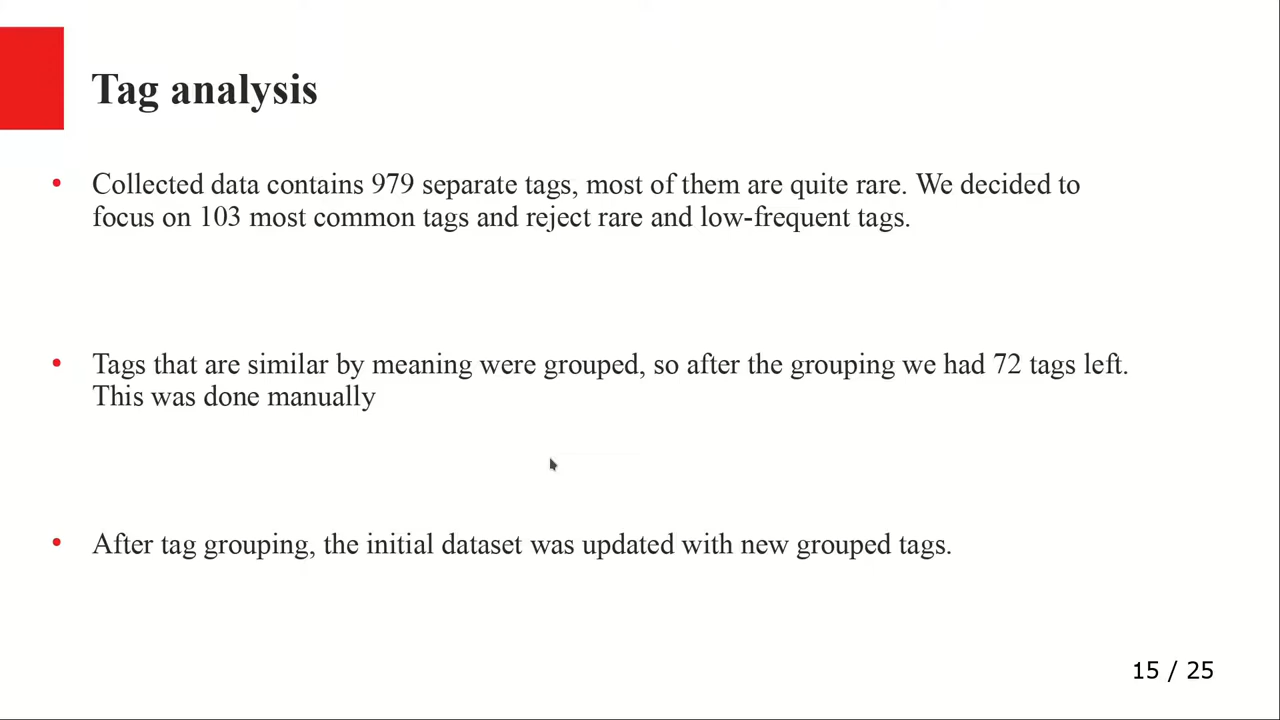 Tag analysis
• Collected data contains 979 separate tags, most of them are quite rare. We decided to
focus on 103 most common tags and reject rare and low-frequent tags.
• Tags that are similar by meaning were grouped, so after the grouping we had 72 tags left.
This was done manually
• After tag grouping, the initial dataset was updated with new grouped tags.
15 / 25